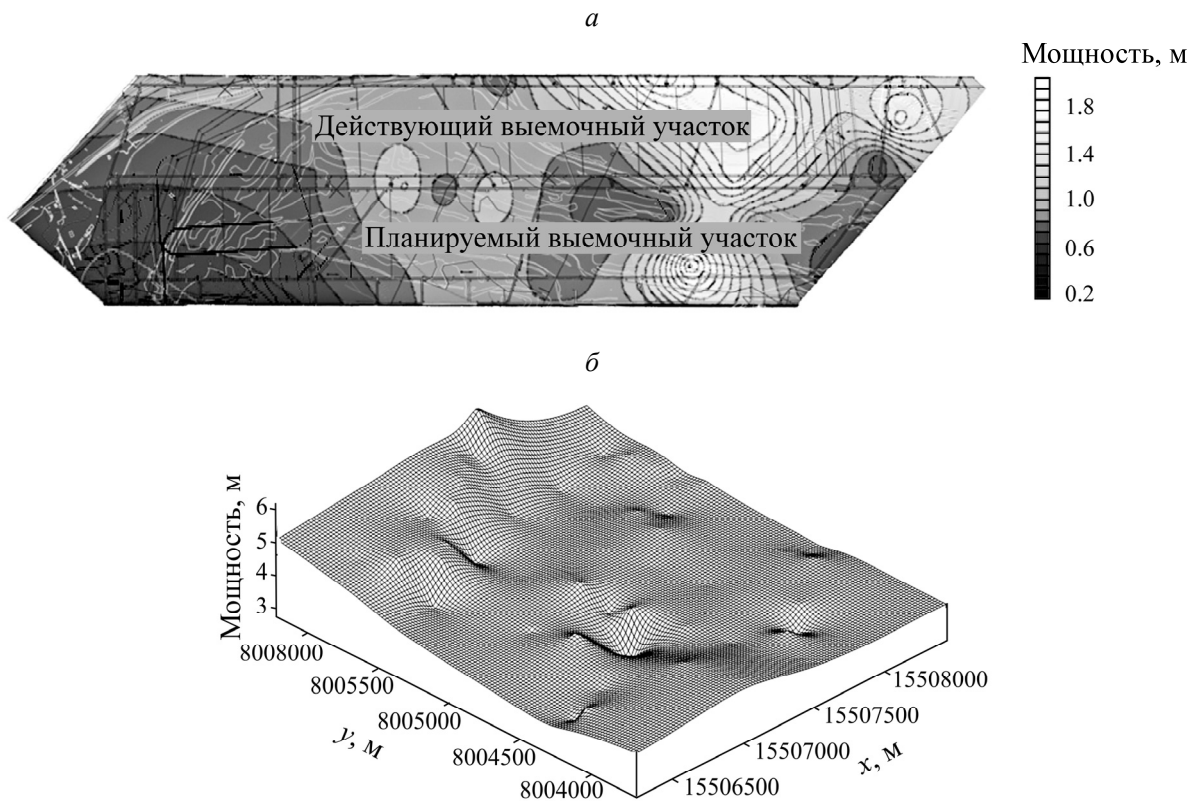 а
Мощность, м
1.8
1.4
1.0
0.6
0.2
Действующий выемочный участок
Планируемый выемочный участок
б
Мощность, м
6
5
4
3
8008000
8005500
8005000
8004500
8004000
y, м
15508000
15507500
15507000
15506500
x, м